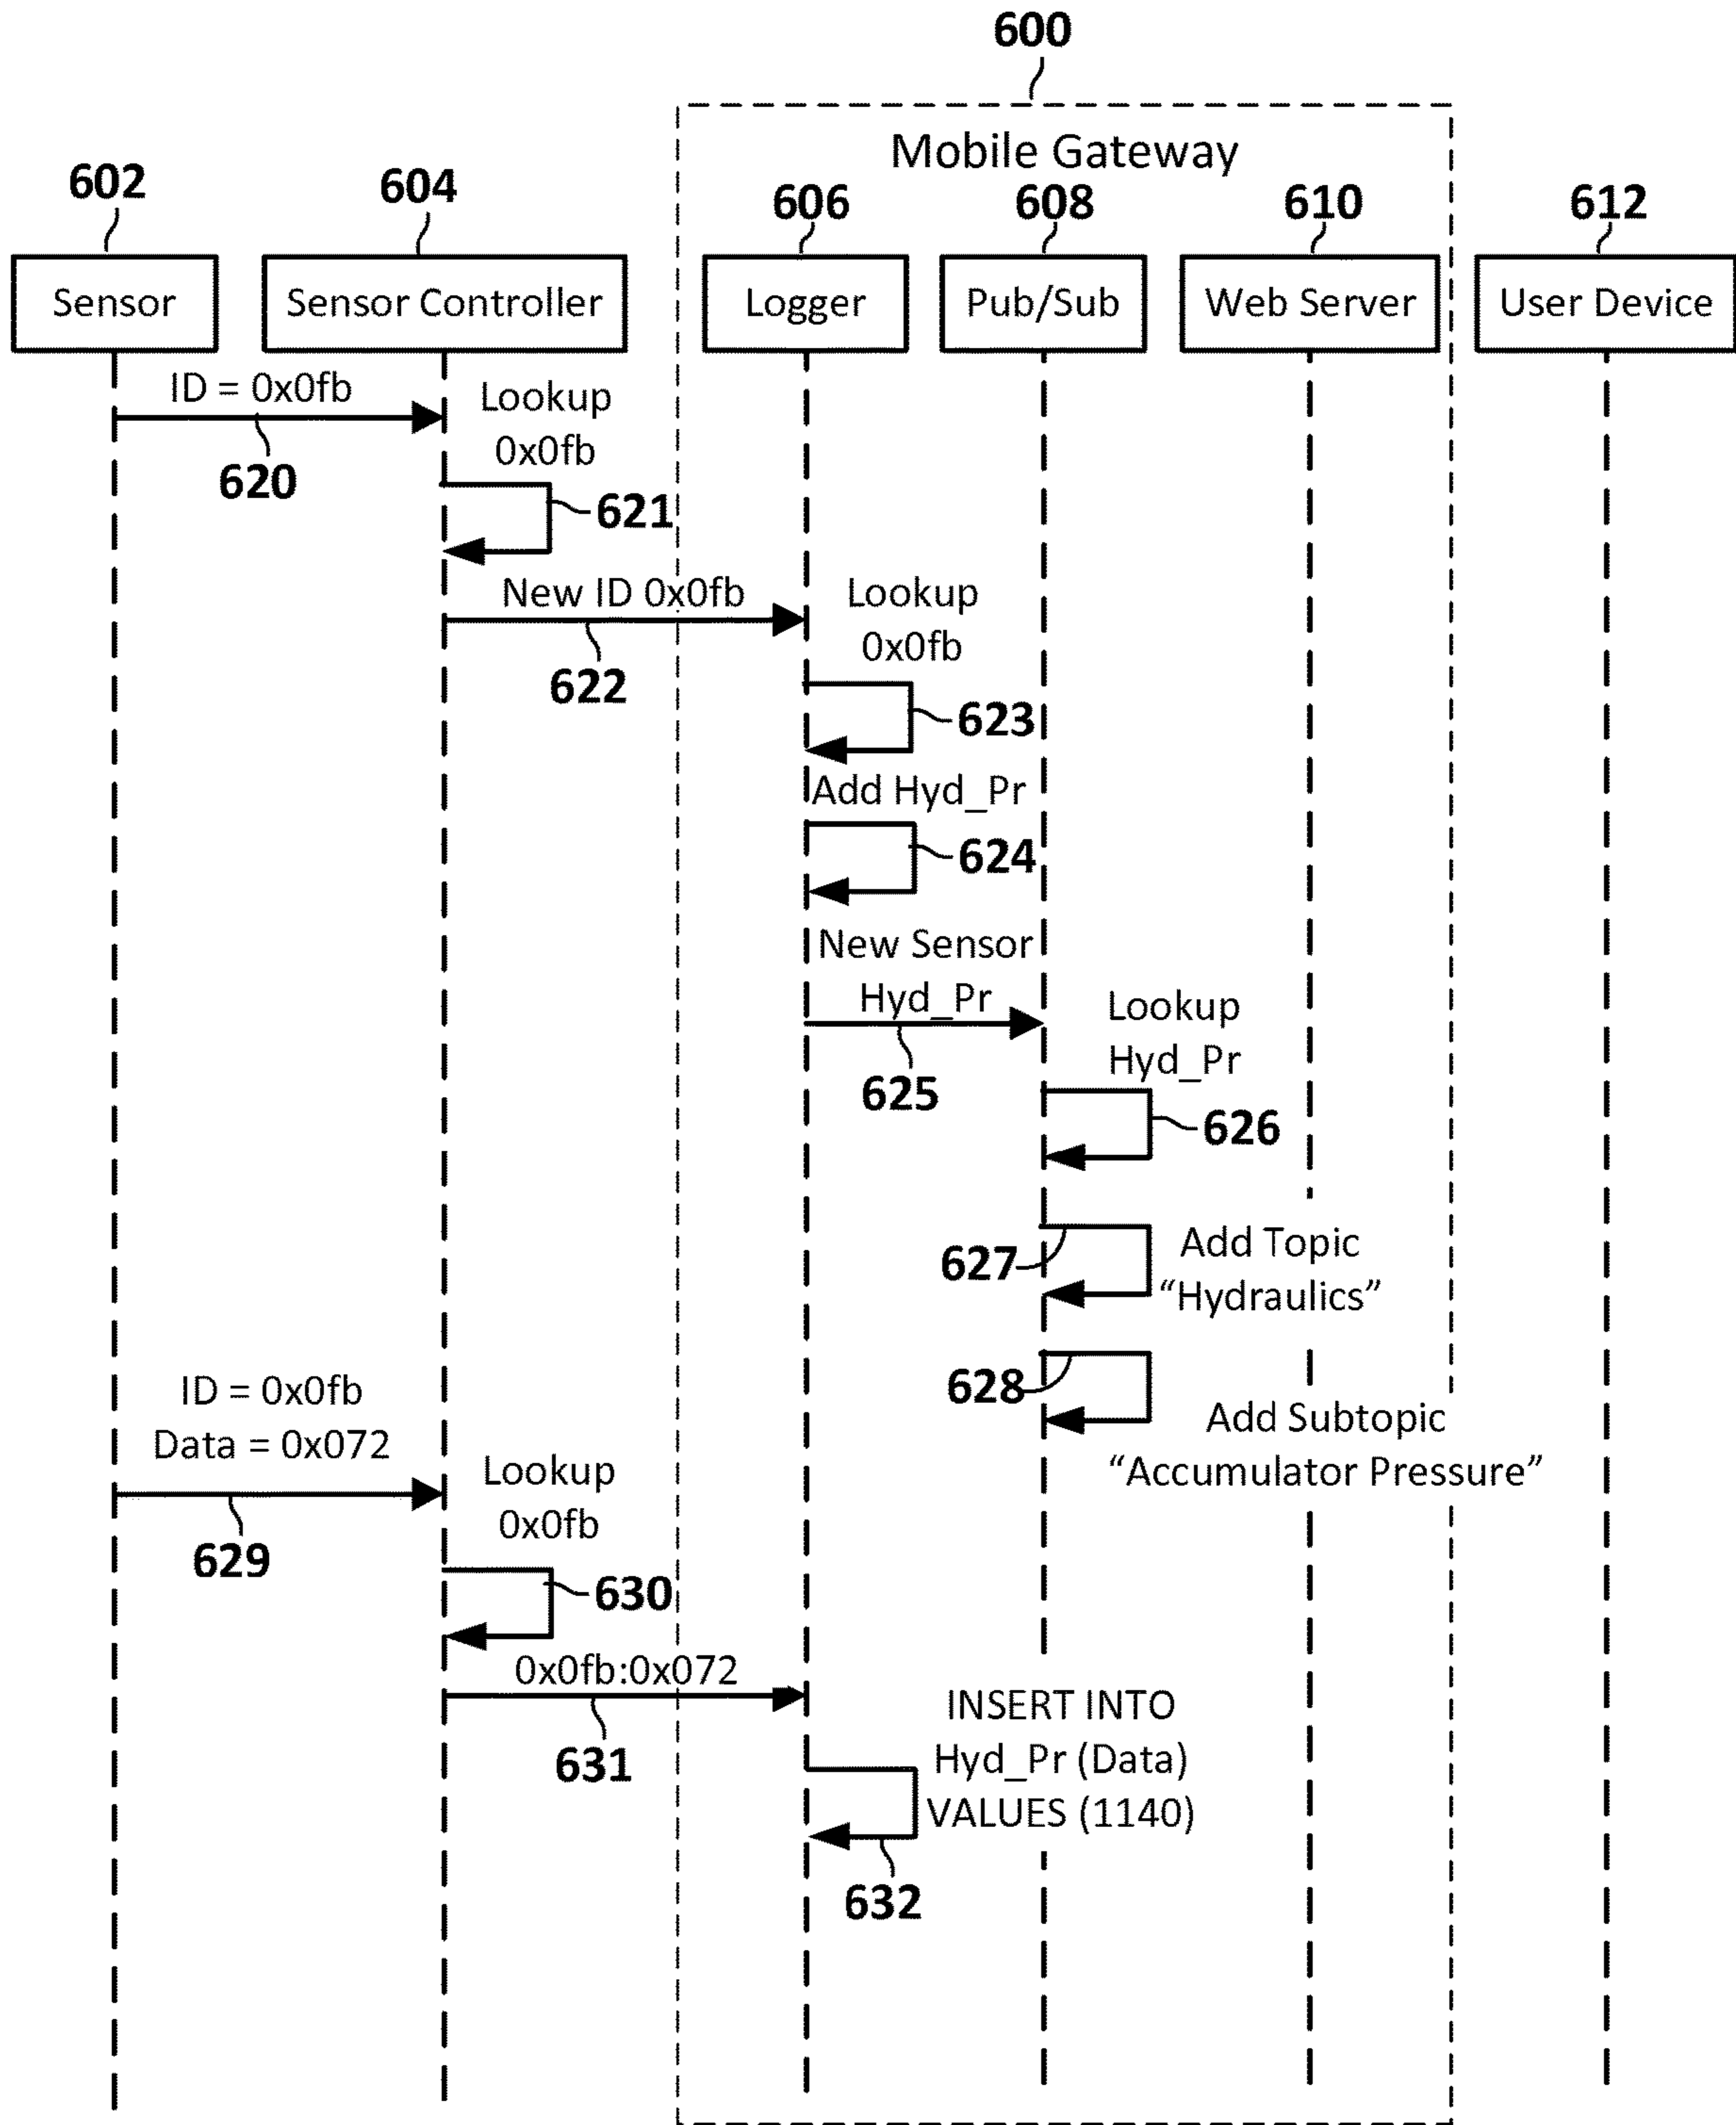 600
Mobile Gateway
602
604
606
608
610
612
Sensor
Sensor Controller
Logger
Pub/Sub
Web Server
User Device
ID = 0x0fb
620
Lookup
0x0fb
621
New ID 0x0fb
622
Lookup
0x0fb
623
Add Hyd_Pr
624
New Sensor
Hyd_Pr
625
Lookup
Hyd_Pr
626
627
Add Topic
“Hydraulics”
628
Add Subtopic
“Accumulator Pressure”
ID = 0x0fb
Data = 0x072
629
Lookup
0x0fb
630
0x0fb:0x072
631
INSERT INTO
Hyd_Pr (Data)
VALUES (1140)
632